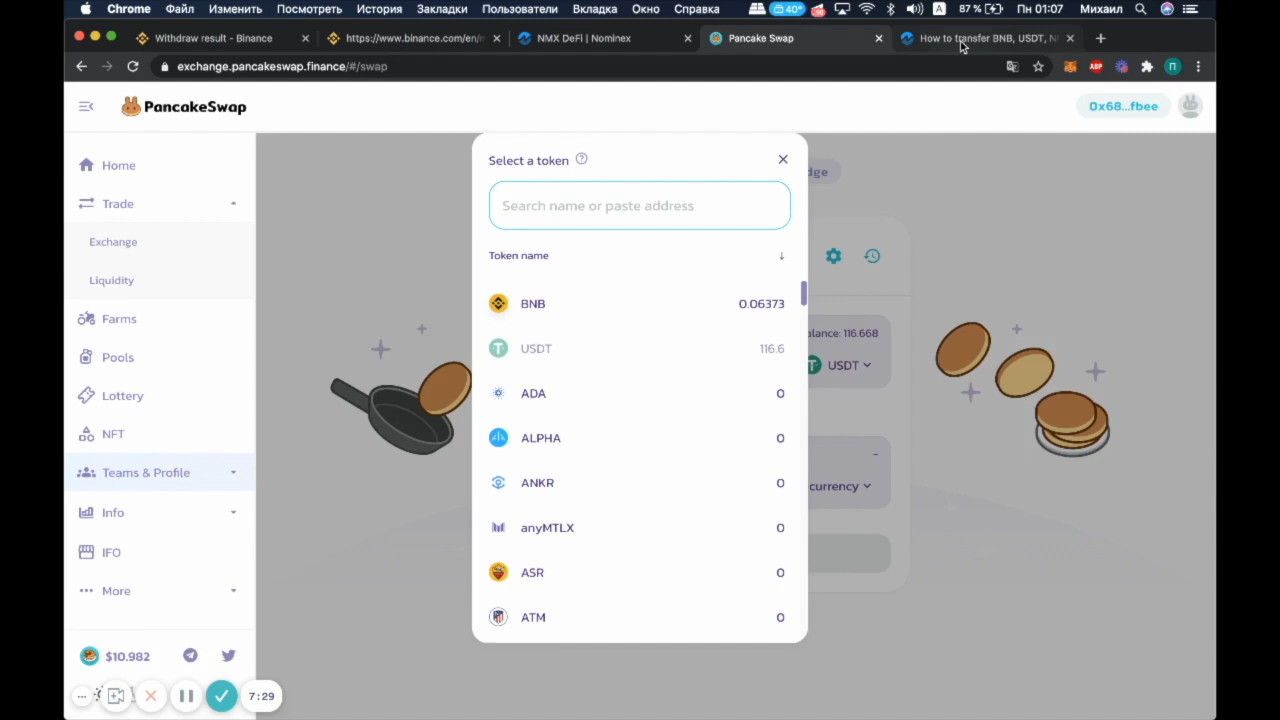 Chrome Файл Изменить Посмотреть История Закладки Пользователи Вкладка Окно Справка 40° 87 % Пн 01:07 Михаил
Withdraw result - Binance
https://www.binance.com/en/m
NMX DeFi | Nominex
Pancake Swap
How to transfer BNB, USDT, N
exchange.pancakeswap.finance/#/swap
ABP
П
PancakeSwap
0x68...fbee
Home
Trade
Exchange
Liquidity
Farms
Pools
Lottery
NFT
Teams & Profile
Info
IFO
More
$10.982
7:29
Select a token
Search name or paste address
Token name
BNB 0.06373
USDT 116.6
ADA 0
ALPHA 0
ANKR 0
anyMTLX 0
ASR 0
ATM 0
dge
alance: 116.668
USDT
-
currency